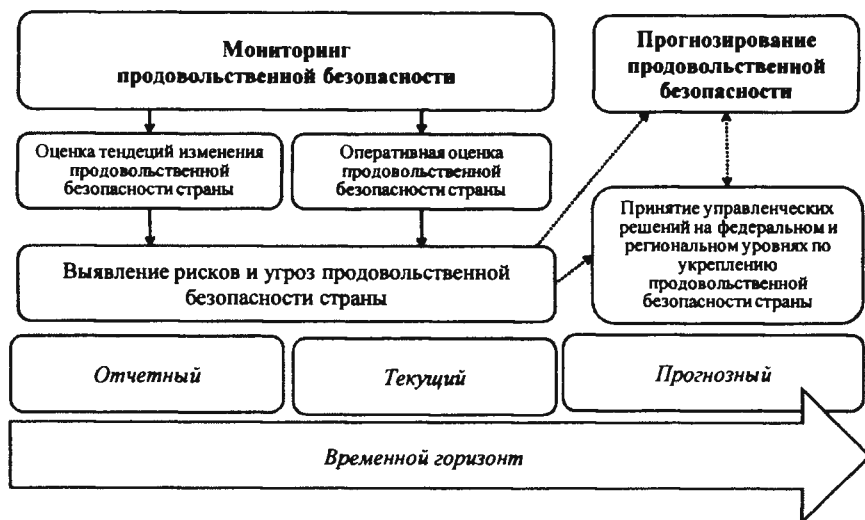 Мониторинг
продовольственной безопасности
Прогнозирование
продовольственной
безопасности
Оценка тендеций изменения
продовольственной
безопасности страны
Оперативная оценка
продовольственной
безопасности страны
Принятие управленческих
решений на федеральном и
региональном уровнях по
укреплению
продовольственной
безопасности страны
Выявление рисков и угроз продовольственной
безопасности страны
Отчетный
Текущий
Прогнозный
Временной горизонт